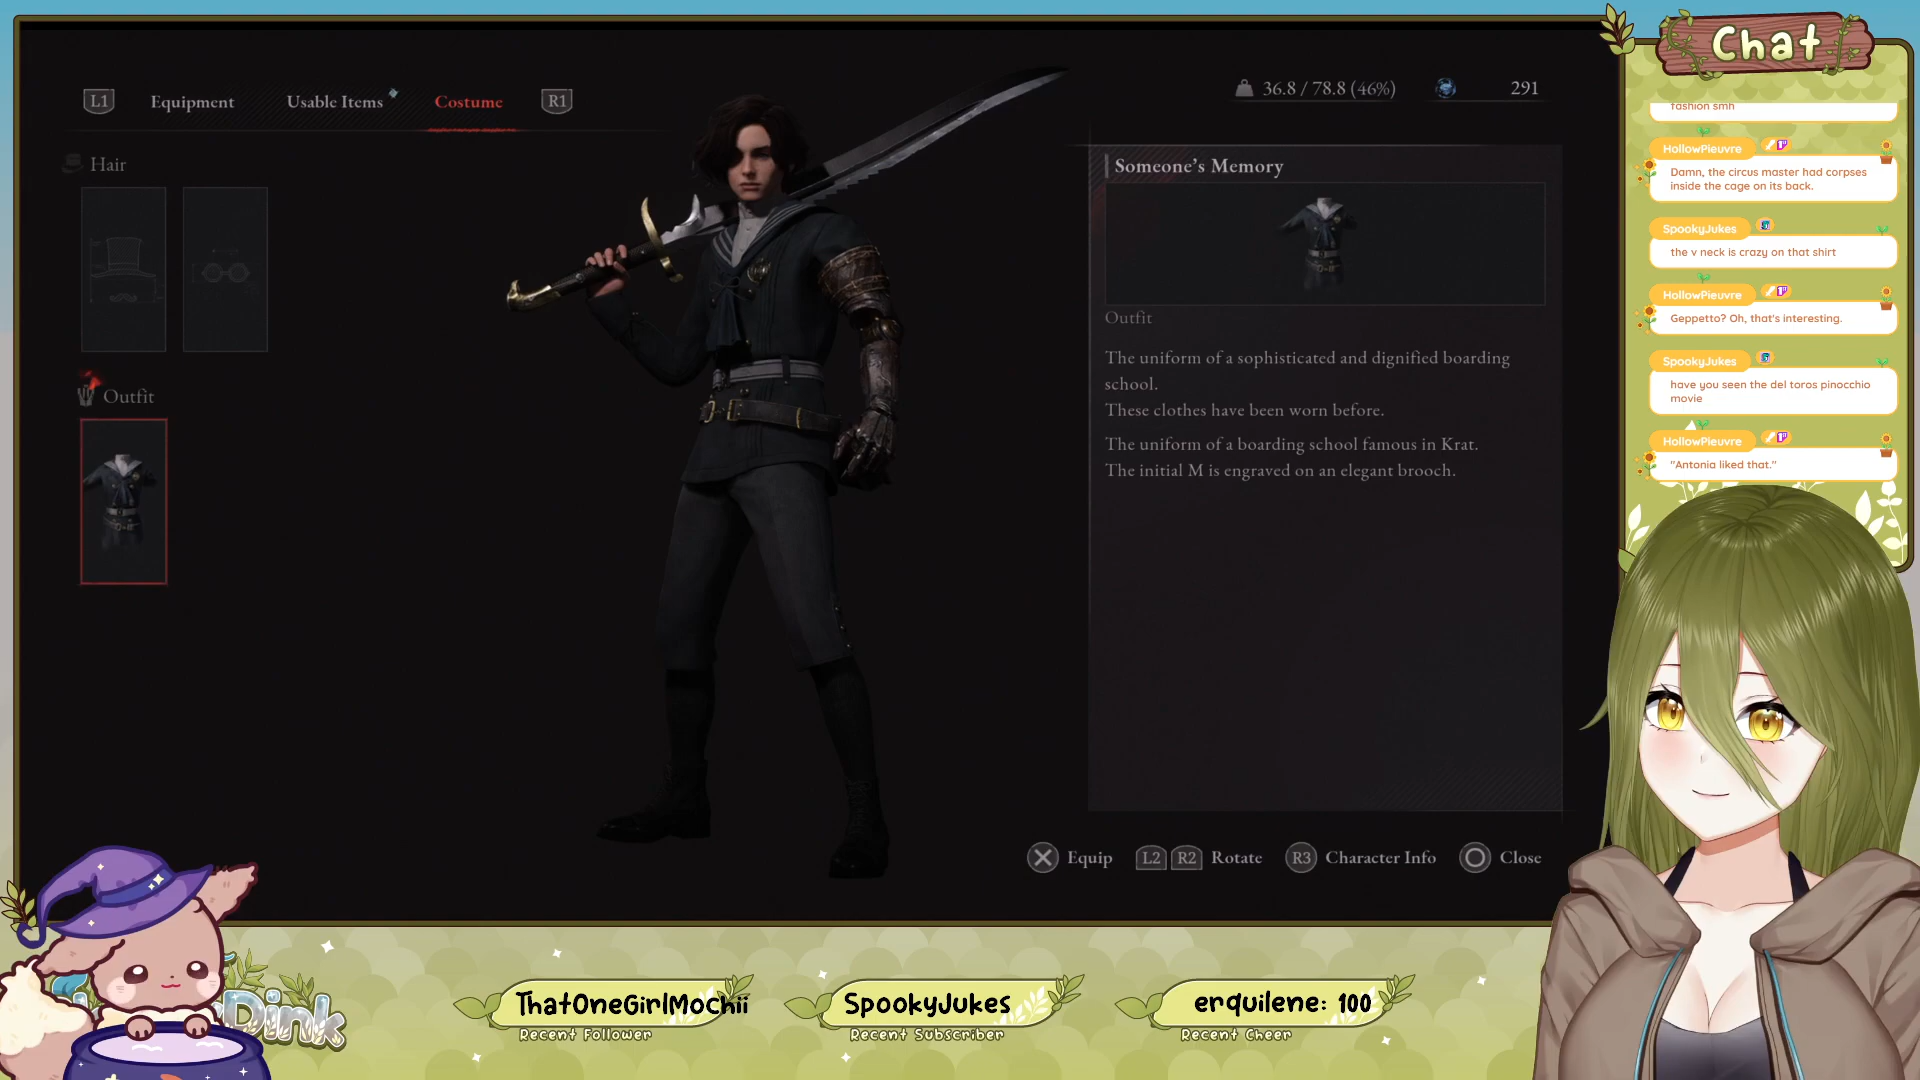 L1
Equipment
Usable Items
Costume
R1
36.8 / 78.8 (46%)
291
Hair
Outfit
Someone's Memory
Outfit
The uniform of a sophisticated and dignified boarding
school.
These clothes have been worn before.
The uniform of a boarding school famous in Krat.
The initial M is engraved on an elegant brooch.
Equip
L2
R2
Rotate
R3
Character Info
Close
Chat
fashion smh
HollowPieuvre
Damn, the circus master had corpses
inside the cage on its back.
SpookyJukes
the v neck is crazy on that shirt
HollowPieuvre
Geppetto? Oh, that's interesting.
SpookyJukes
have you seen the del toros pinocchio
movie
HollowPieuvre
"Antonia liked that."
Dink
ThatOneGirlMochii
Recent Follower
SpookyJukes
Recent Subscriber
erquilene: 100
Recent Cheer